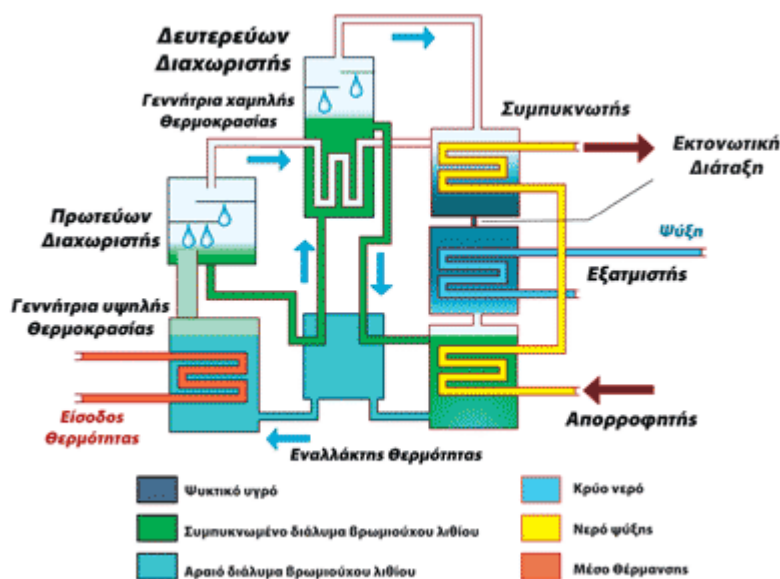 Δευτερεύων
Διαχωριστής
Γεννήτρια χαμηλής
θερμοκρασίας
Συμπυκνωτής
Εκτονωτική
Διάταξη
Πρωτεύων
Διαχωριστής
Ψύξη
Εξατμιστής
Γεννήτρια υψηλής
θερμοκρασίας
Είσοδος
θερμότητας
Απορροφητής
Εναλλάκτης θερμότητας
Ψυκτικό υγρό
Κρύο νερό
Συμπυκνωμένο διάλυμα βρωμιούχου λιθίου
Νερό ψύξης
Αραιό διάλυμα βρωμιούχου λιθίου
Μέσο θέρμανσης